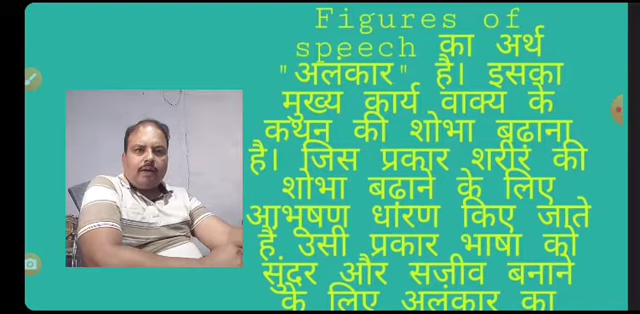 Figures of
speech का अर्थ
"अलंकार" है। इसका
मुख्य कार्य वाक्य के
कथन की शोभा बढ़ाना
है। जिस प्रकार शरीर की
शोभा बढाने के लिए
आभूषण धारण किए जाते
हैं, उसी प्रकार भाषा को
सुंदर और सजीव बनाने
के लिए अलंकार का